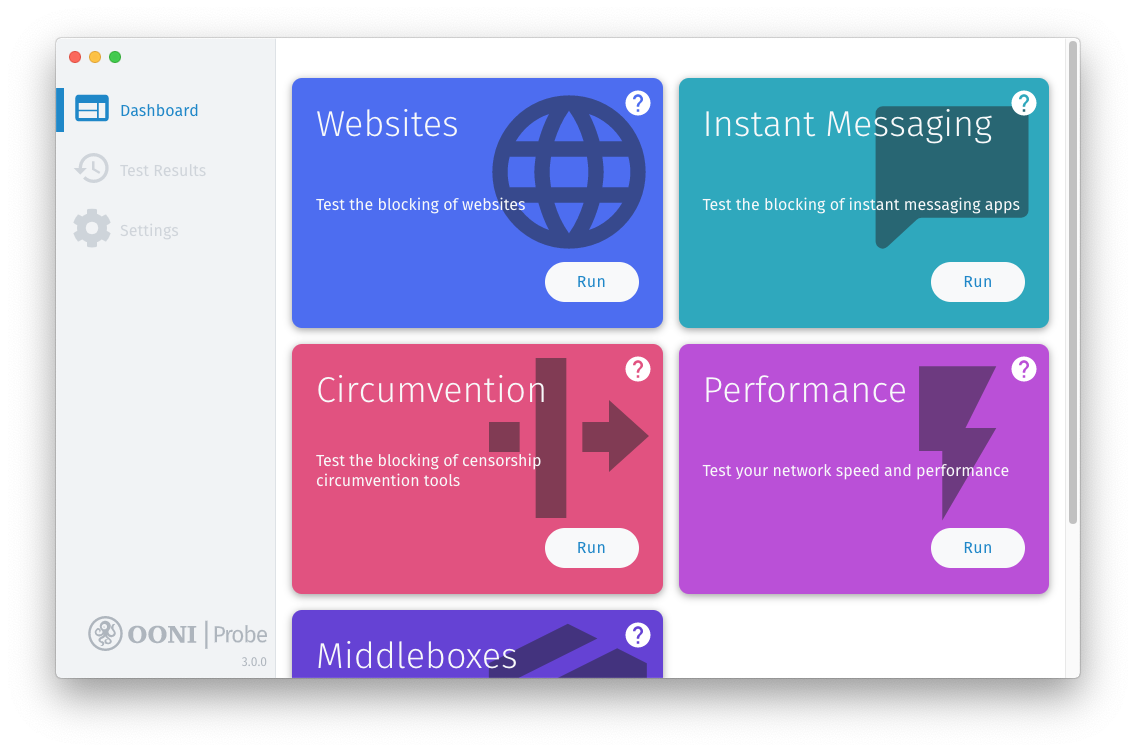 Dashboard
Test Results
Settings
OONI | Probe
3.0.0
Websites
?
Test the blocking of websites
Run
Instant Messaging
?
Test the blocking of instant messaging apps
Run
Circumvention
?
Test the blocking of censorship
circumvention tools
Run
Performance
?
Test your network speed and performance
Run
Middleboxes
?